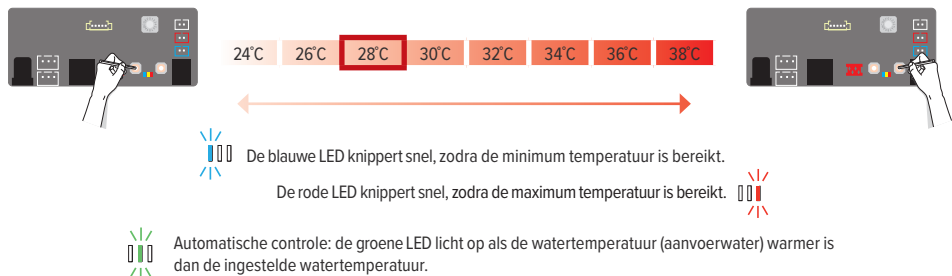 24°C 26°C 28°C 30°C 32°C 34°C 36°C 38°C
De blauwe LED knippert snel, zodra de minimum temperatuur is bereikt.
De rode LED knippert snel, zodra de maximum temperatuur is bereikt.
Automatische controle: de groene LED licht op als de watertemperatuur (aanvoerwater) warmer is
dan de ingestelde watertemperatuur.